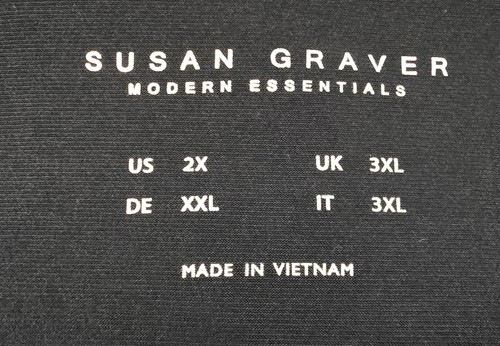 SUSAN GRAVER
MODERN ESSENTIALS
US 2X UK 3XL
DE XXL IT 3XL
MADE IN VIETNAM